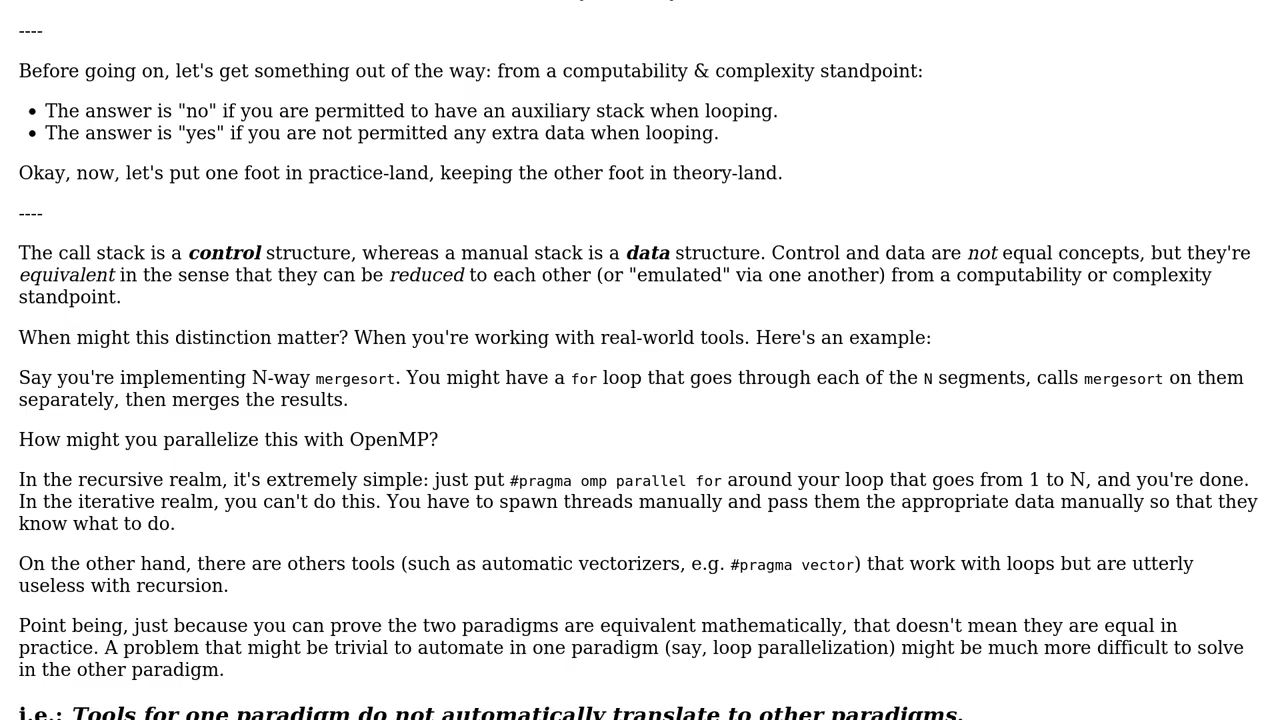 ----
Before going on, let's get something out of the way: from a computability & complexity standpoint:
• The answer is "no" if you are permitted to have an auxiliary stack when looping.
• The answer is "yes" if you are not permitted any extra data when looping.
Okay, now, let's put one foot in practice-land, keeping the other foot in theory-land.
----
The call stack is a control structure, whereas a manual stack is a data structure. Control and data are not equal concepts, but they're
equivalent in the sense that they can be reduced to each other (or "emulated" via one another) from a computability or complexity
standpoint.
When might this distinction matter? When you're working with real-world tools. Here's an example:
Say you're implementing N-way mergesort. You might have a for loop that goes through each of the N segments, calls mergesort on them
separately, then merges the results.
How might you parallelize this with OpenMP?
In the recursive realm, it's extremely simple: just put #pragma omp parallel for around your loop that goes from 1 to N, and you're done.
In the iterative realm, you can't do this. You have to spawn threads manually and pass them the appropriate data manually so that they
know what to do.
On the other hand, there are others tools (such as automatic vectorizers, e.g. #pragma vector) that work with loops but are utterly
useless with recursion.
Point being, just because you can prove the two paradigms are equivalent mathematically, that doesn't mean they are equal in
practice. A problem that might be trivial to automate in one paradigm (say, loop parallelization) might be much more difficult to solve
in the other paradigm.
i.e.: Tools for one paradigm do not automatically translate to other paradigms.